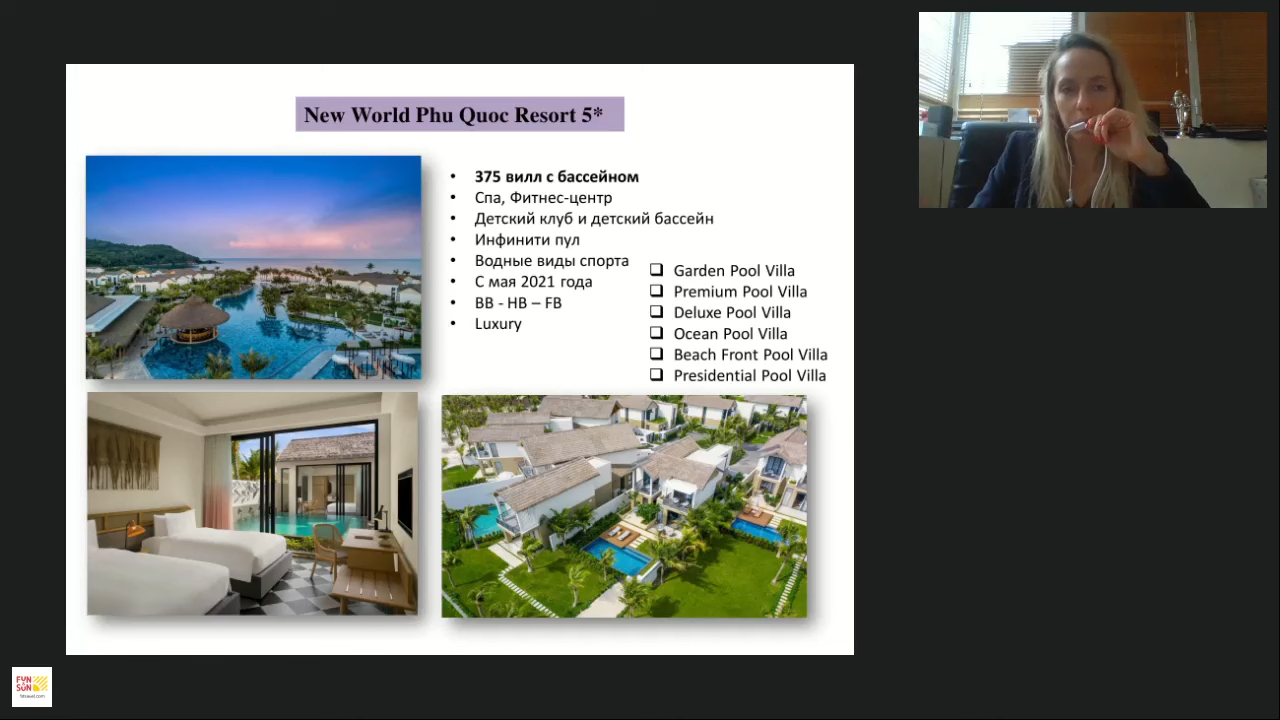 New World Phu Quoc Resort 5*
• 375 вилл с бассейном
• Спа, Фитнес-центр
• Детский клуб и детский бассейн
• Инфинити пул
• Водные виды спорта
• С мая 2021 года
• BB - HB – FB
• Luxury
❑ Garden Pool Villa
❑ Premium Pool Villa
❑ Deluxe Pool Villa
❑ Ocean Pool Villa
❑ Beach Front Pool Villa
❑ Presidential Pool Villa
FUN
&SUN
fstravel.com